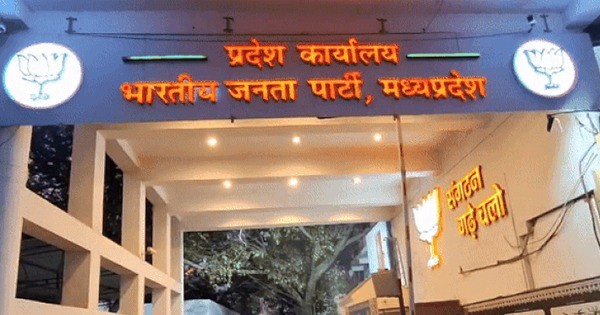 प्रदेश कार्यालय
भारतीय जनता पार्टी, मध्यप्रदेश
संगठन
गढ़े चलो